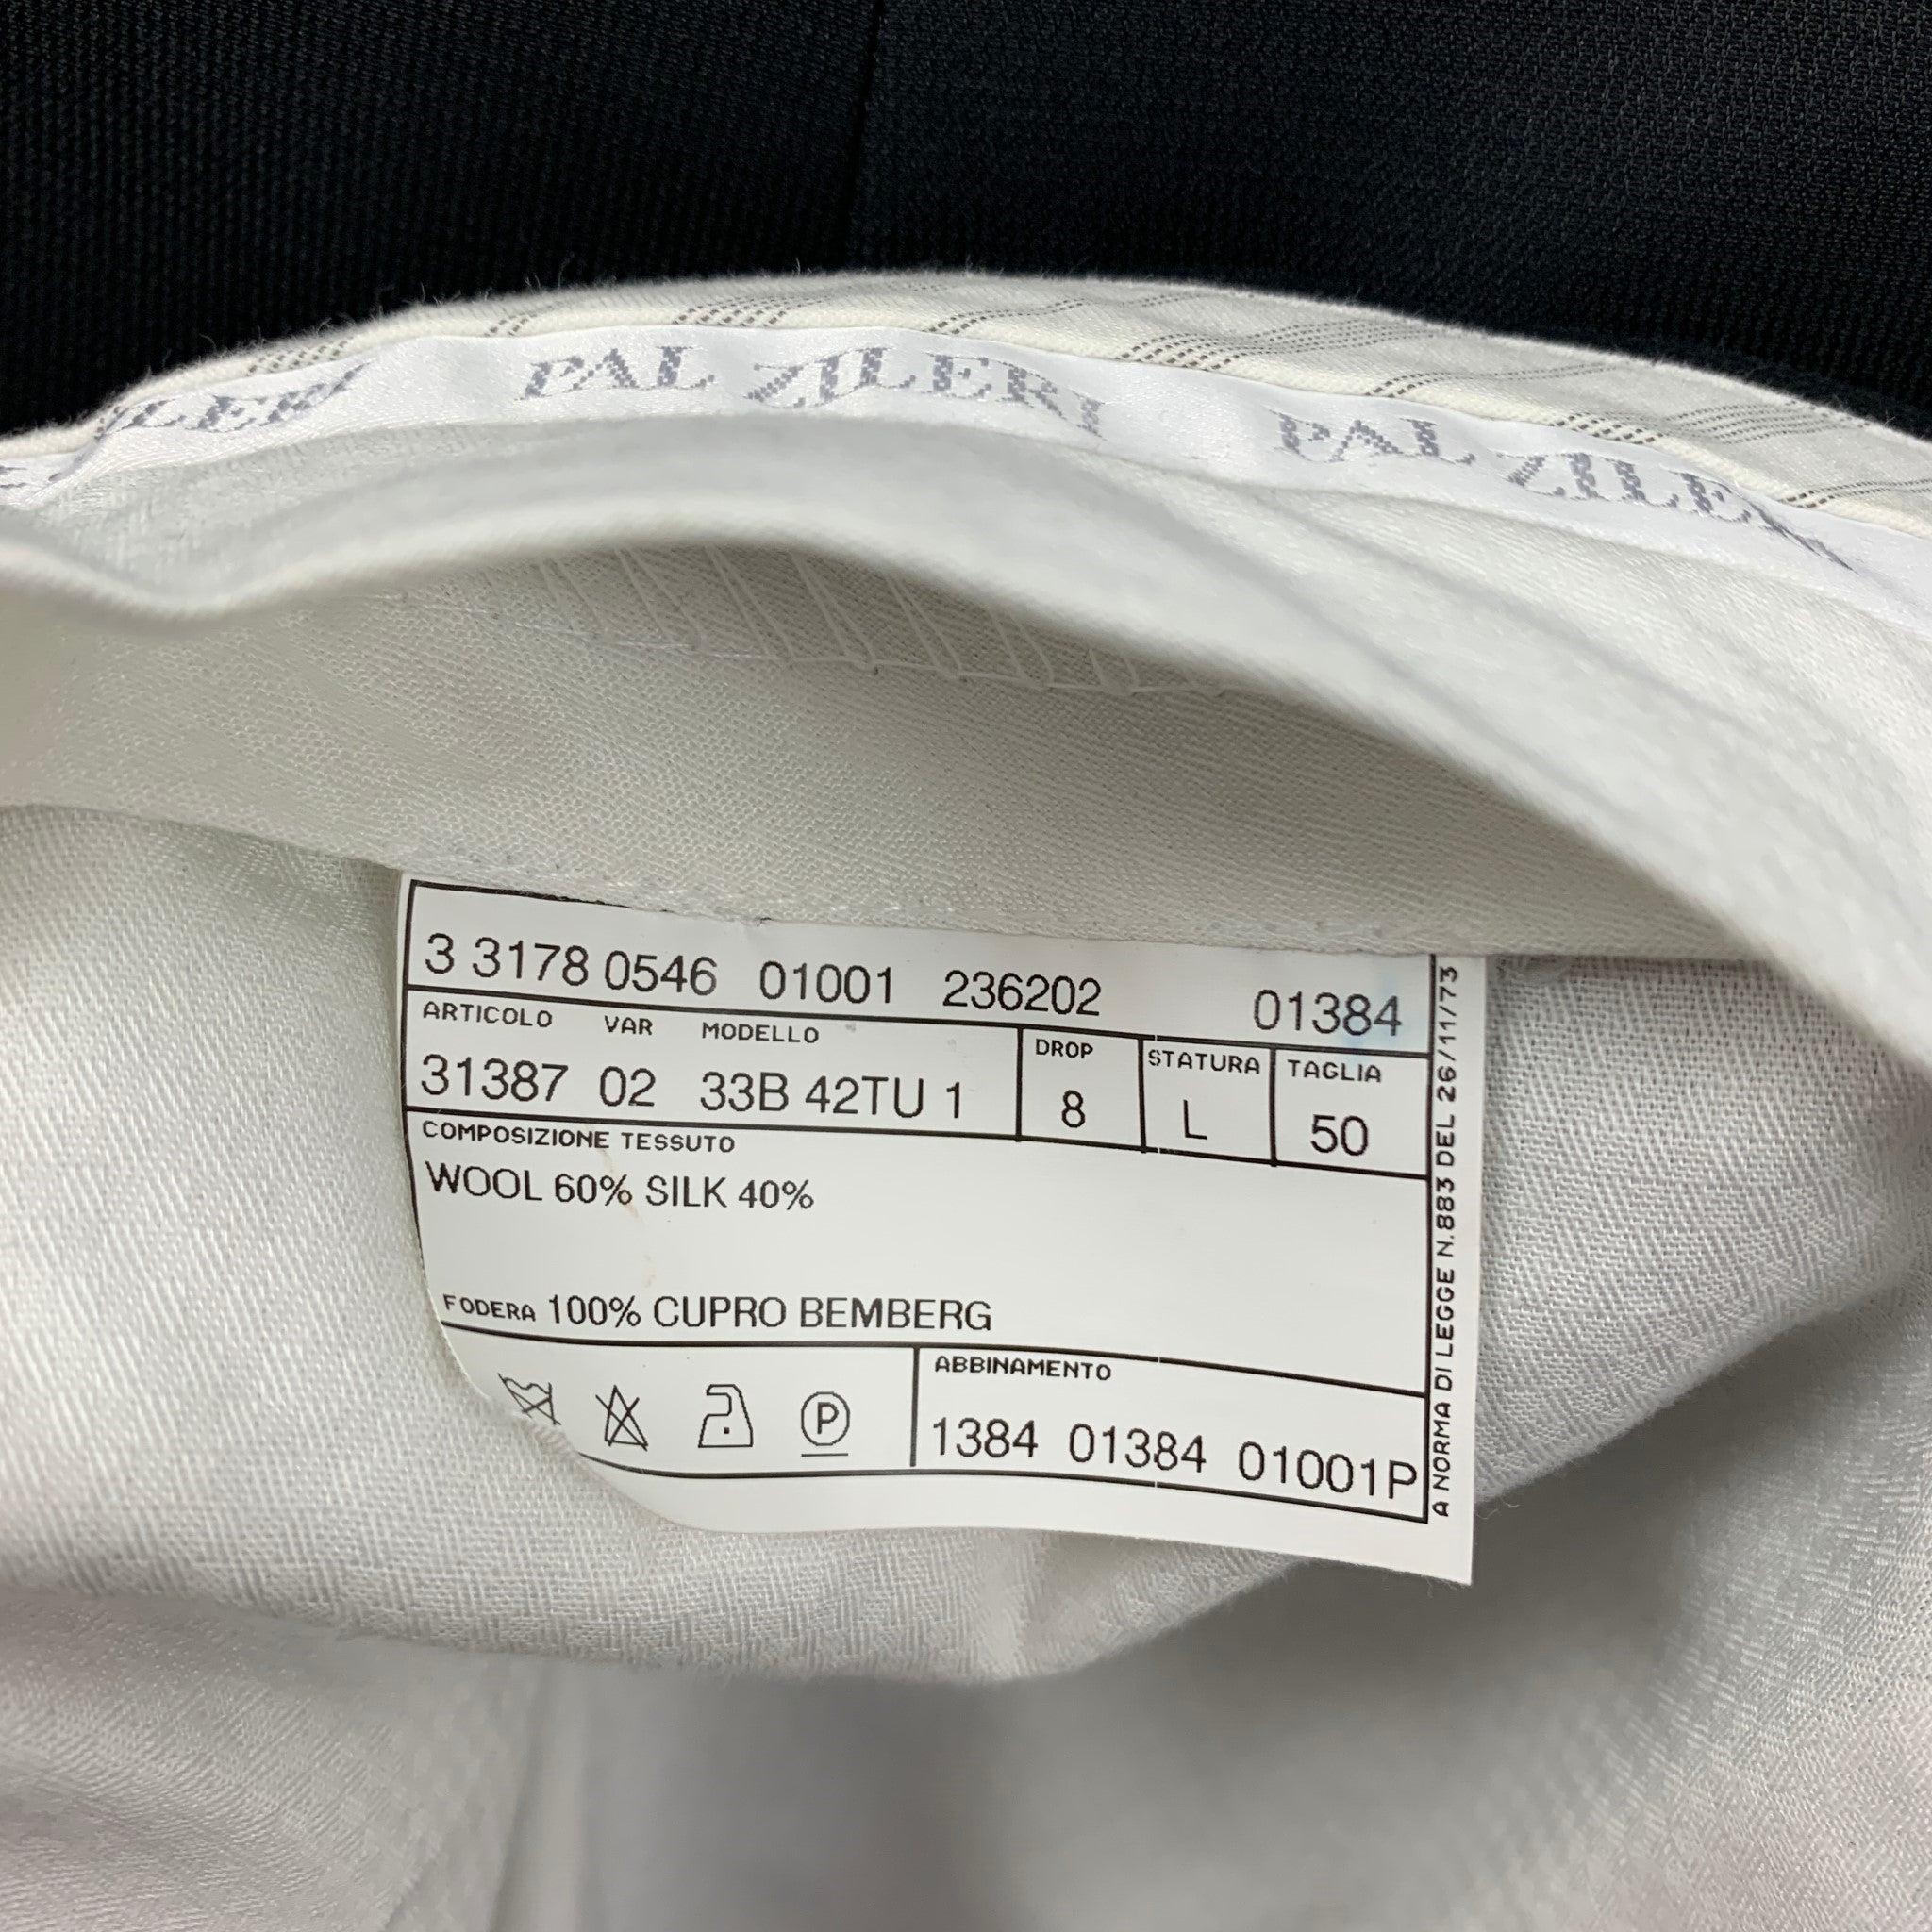 ZILERI PAL ZILERI PAL ZILERI
3 3178 0546 01001 236202 01384
ARTICOLO VAR MODELLO DROP STATURA TAGLIA
31387 02 33B 42TU 1 8 L 50
COMPOSIZIONE TESSUTO
WOOL 60% SILK 40%
FODERA 100% CUPRO BEMBERG
P
ABBINAMENTO
1384 01384 01001P
A NORMA DI LEGGE N.883 DEL 26/11/73